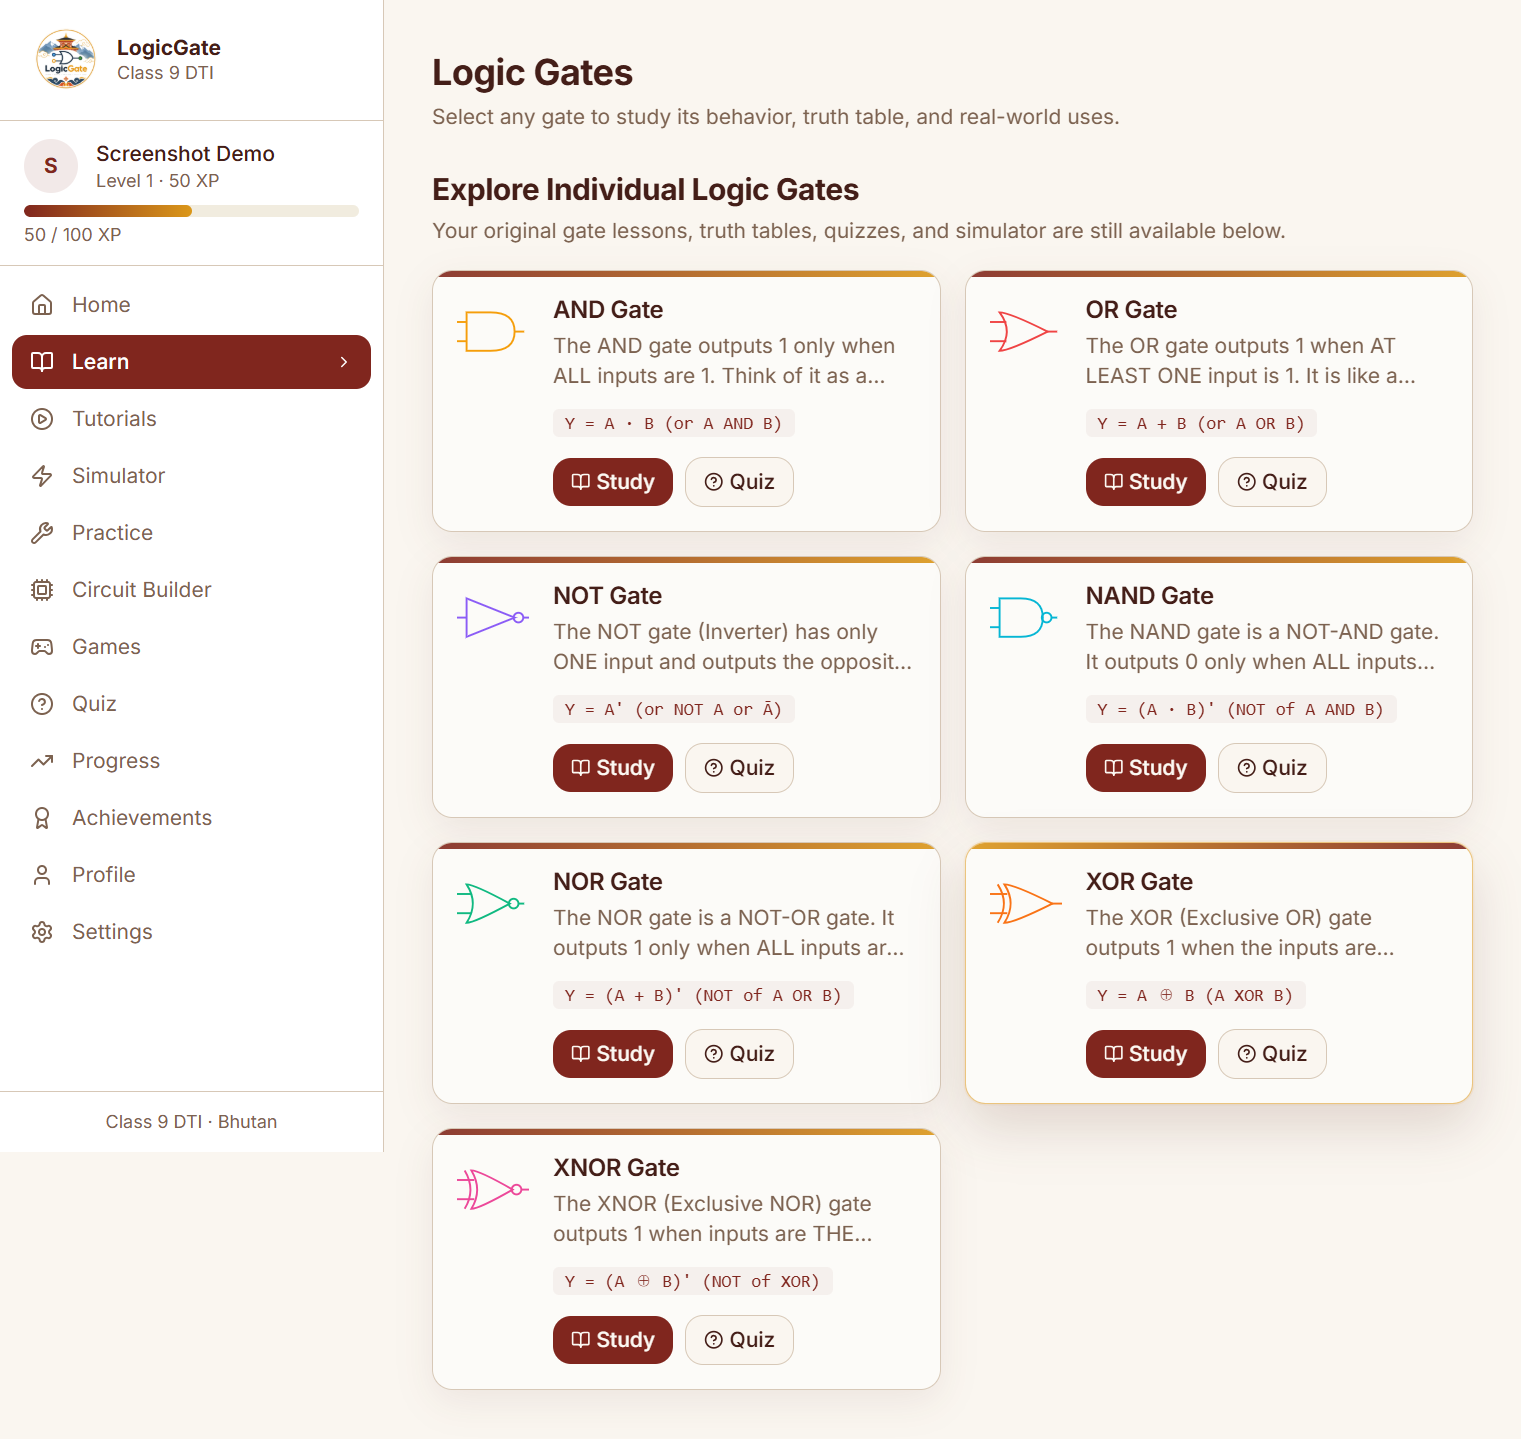 LogicGate
LogicGate
Class 9 DTI
S
Screenshot Demo
Level 1 · 50 XP
50 / 100 XP
Home
Learn
Tutorials
Simulator
Practice
Circuit Builder
Games
Quiz
Progress
Achievements
Profile
Settings
Class 9 DTI · Bhutan
Logic Gates
Select any gate to study its behavior, truth table, and real-world uses.
Explore Individual Logic Gates
Your original gate lessons, truth tables, quizzes, and simulator are still available below.
AND Gate
The AND gate outputs 1 only when
ALL inputs are 1. Think of it as a...
Y = A · B (or A AND B)
Study
Quiz
OR Gate
The OR gate outputs 1 when AT
LEAST ONE input is 1. It is like a...
Y = A + B (or A OR B)
Study
Quiz
NOT Gate
The NOT gate (Inverter) has only
ONE input and outputs the opposit...
Y = A' (or NOT A or Ā)
Study
Quiz
NAND Gate
The NAND gate is a NOT-AND gate.
It outputs 0 only when ALL inputs...
Y = (A · B)' (NOT of A AND B)
Study
Quiz
NOR Gate
The NOR gate is a NOT-OR gate. It
outputs 1 only when ALL inputs ar...
Y = (A + B)' (NOT of A OR B)
Study
Quiz
XOR Gate
The XOR (Exclusive OR) gate
outputs 1 when the inputs are...
Y = A ⊕ B (A XOR B)
Study
Quiz
XNOR Gate
The XNOR (Exclusive NOR) gate
outputs 1 when inputs are THE...
Y = (A ⊕ B)' (NOT of XOR)
Study
Quiz